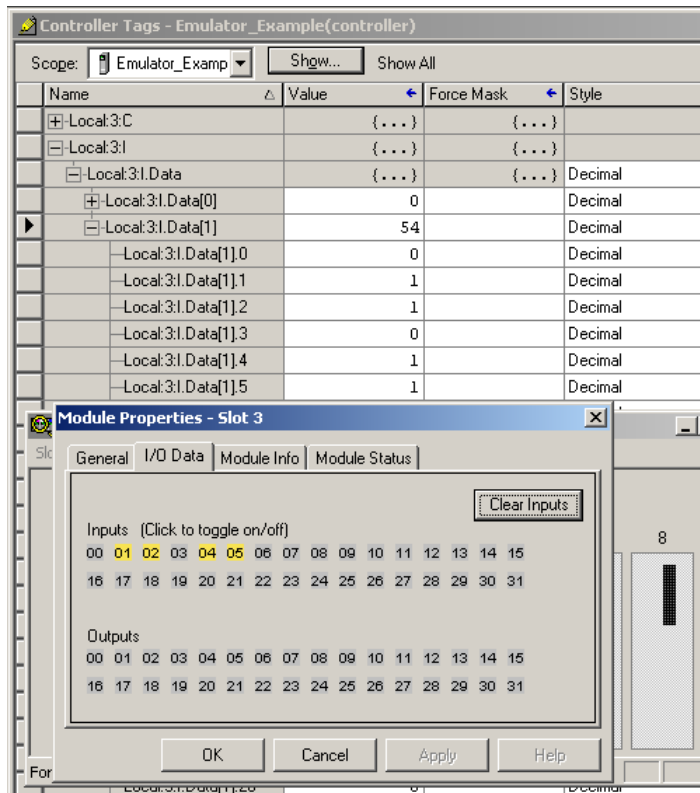 Controller Tags - Emulator_Example(controller)
Scope: Emulator_Examp Show... Show All
Name Value Force Mask Style
Local:3:C {...} {...}
Local:3:I {...} {...}
Local:3:I.Data {...} {...} Decimal
Local:3:I.Data[0] 0 Decimal
Local:3:I.Data[1] 54 Decimal
Local:3:I.Data[1].0 0 Decimal
Local:3:I.Data[1].1 1 Decimal
Local:3:I.Data[1].2 1 Decimal
Local:3:I.Data[1].3 0 Decimal
Local:3:I.Data[1].4 1 Decimal
Local:3:I.Data[1].5 1 Decimal
Module Properties - Slot 3
General I/O Data Module Info Module Status
Clear Inputs
Inputs (Click to toggle on/off)
8
00 01 02 03 04 05 06 07 08 09 10 11 12 13 14 15
16 17 18 19 20 21 22 23 24 25 26 27 28 29 30 31
Outputs
00 01 02 03 04 05 06 07 08 09 10 11 12 13 14 15
16 17 18 19 20 21 22 23 24 25 26 27 28 29 30 31
OK Cancel Apply Help
For